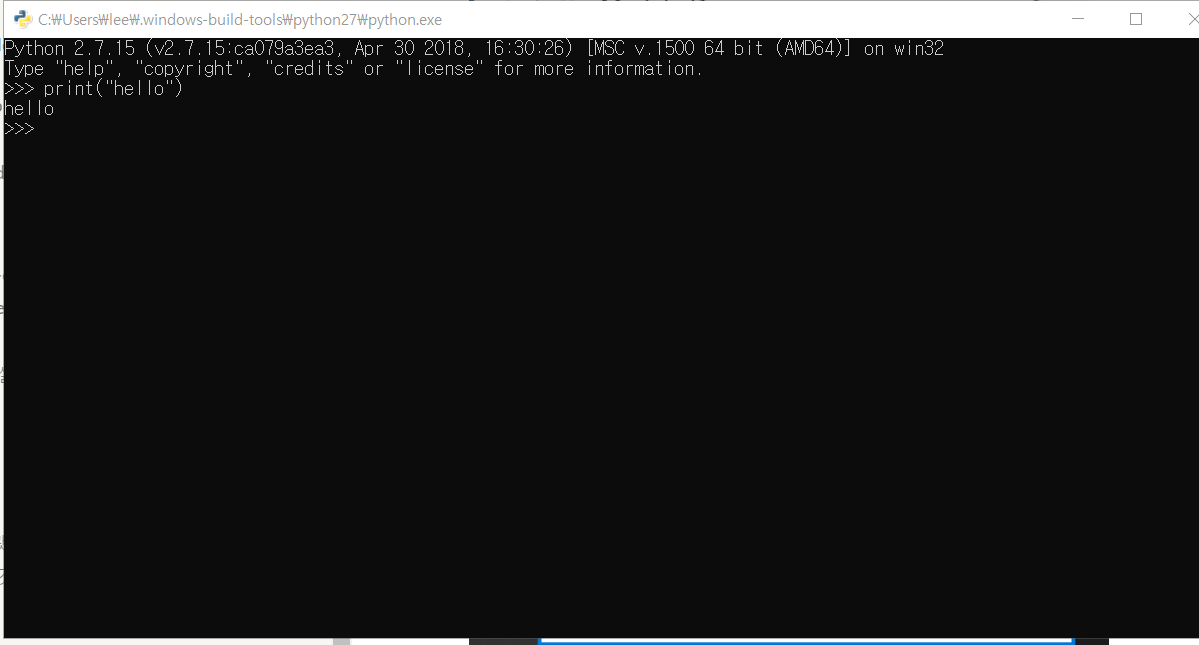 C:₩Users₩lee₩.windows-build-tools₩python27₩python.exe
Python 2.7.15 (v2.7.15:ca079a3ea3, Apr 30 2018, 16:30:26) [MSC v.1500 64 bit (AMD64)] on win32
Type "help", "copyright", "credits" or "license" for more information.
>>> print("hello")
hello
>>>